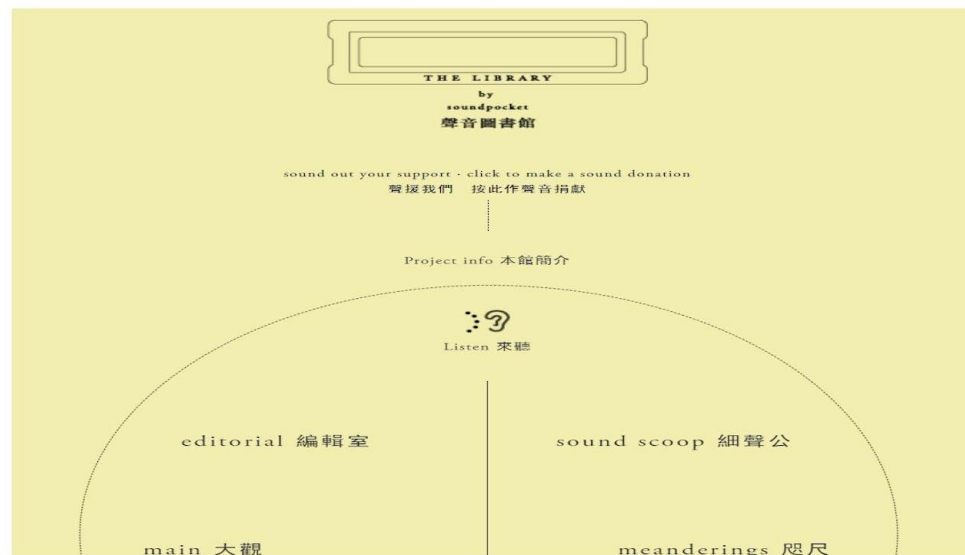 THE LIBRARY
by
soundpocket
聲音圖書館
sound out your support · click to make a sound donation
聲援我們 按此作聲音捐獻
Project info 本館簡介
Listen 來聽
editorial 編輯室
sound scoop 細聲公
main 大觀
meanderings 咫尺